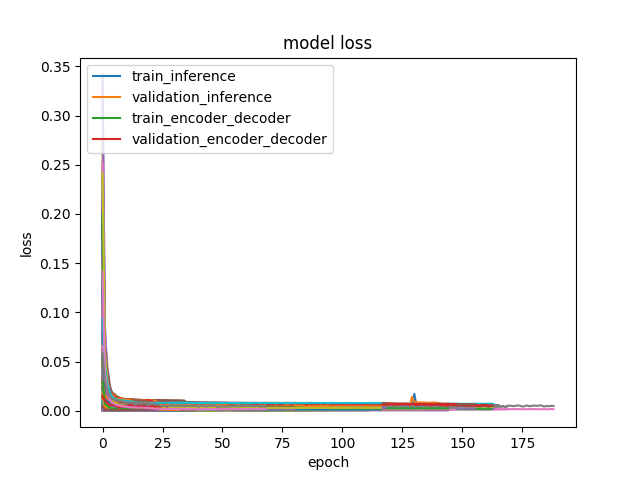 model loss
0.35
0.30
0.25
0.20
0.15
0.10
0.05
0.00
loss
train_inference
validation_inference
train_encoder_decoder
validation_encoder_decoder
0 25 50 75 100 125 150 175
epoch